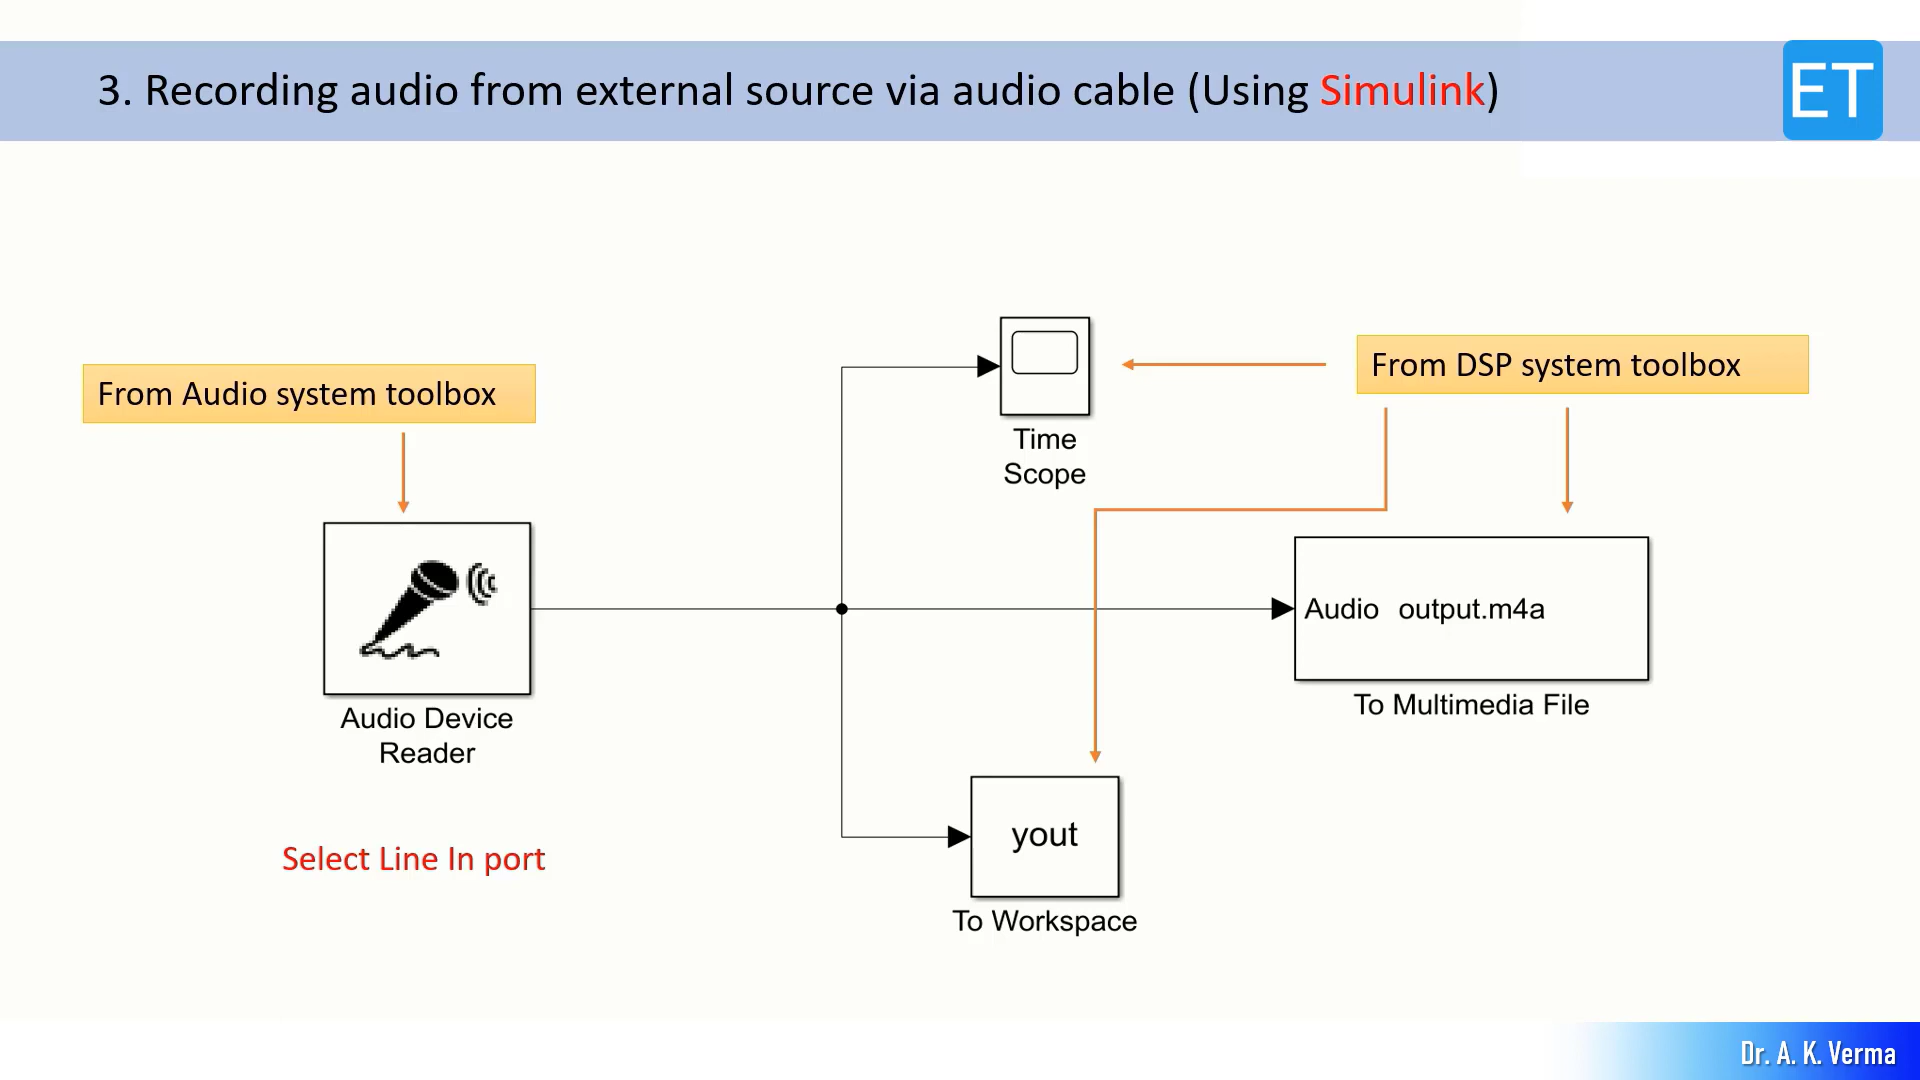 3. Recording audio from external source via audio cable (Using Simulink)
ET
From Audio system toolbox
From DSP system toolbox
Time
Scope
Audio output.m4a
To Multimedia File
Audio Device
Reader
yout
To Workspace
Select Line In port
Dr. A. K. Verma